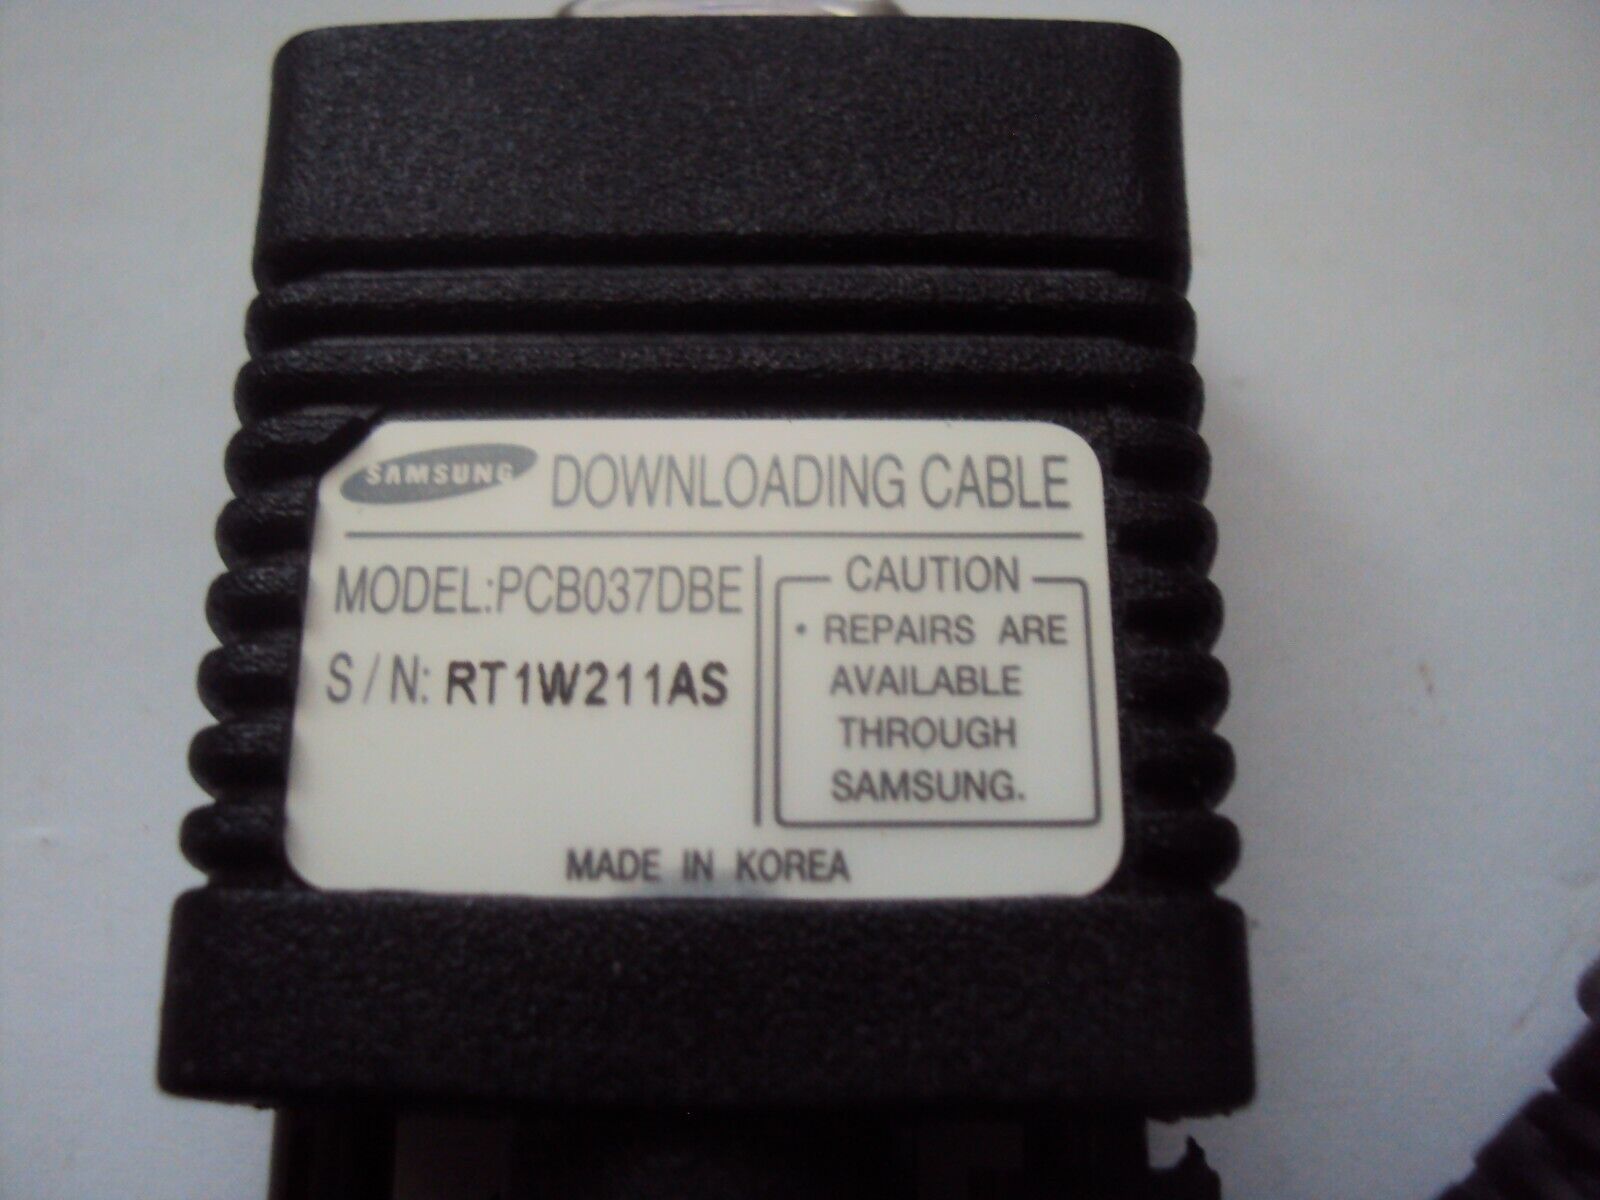 SAMSUNG DOWNLOADING CABLE
MODEL:PCB037DBE
S/N: RT1W211AS
CAUTION
• REPAIRS ARE
AVAILABLE
THROUGH
SAMSUNG.
MADE IN KOREA